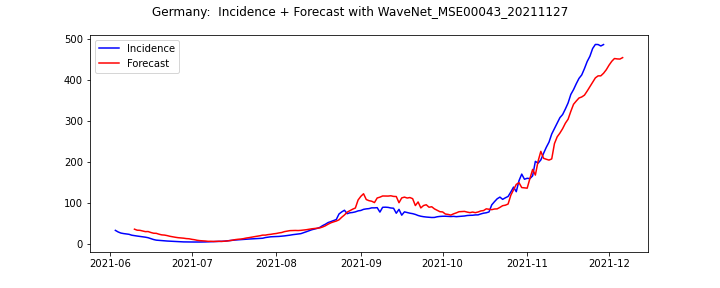 Germany:  Incidence + Forecast with WaveNet_MSE00043_20211127
Incidence
Forecast
500
400
300
200
100
0
2021-06 2021-07 2021-08 2021-09 2021-10 2021-11 2021-12